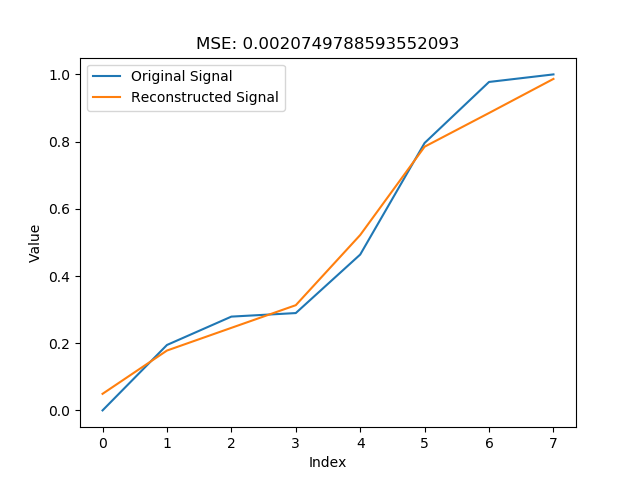 MSE: 0.0020749788593552093
Original Signal
Reconstructed Signal
1.0
0.8
0.6
0.4
0.2
0.0
Value
0 1 2 3 4 5 6 7
Index